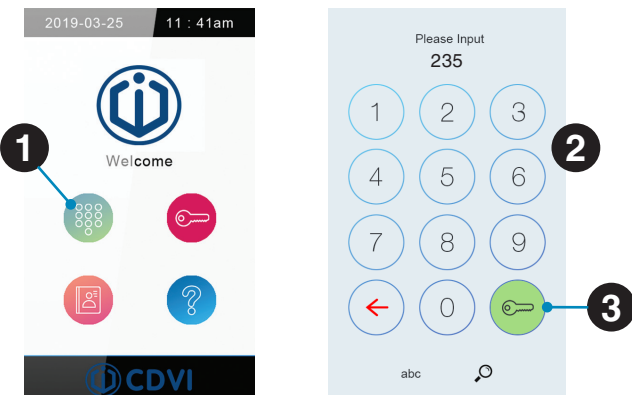 2019-03-25
11 : 41am
Welcome
CDVI
1
Please Input
235
1 2 3
4 5 6
7 8 9
0
abc
2
3